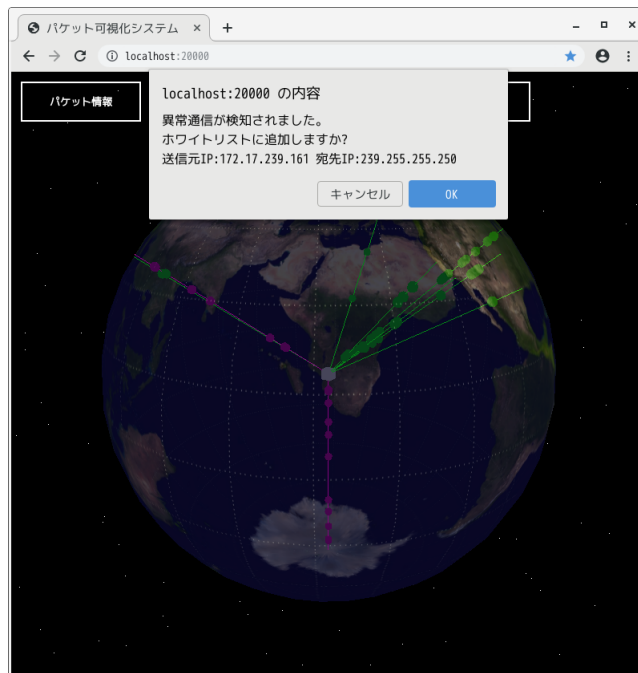 パケット可視化システム
localhost:20000
パケット情報
localhost:20000 の内容
異常通信が検知されました。
ホワイトリストに追加しますか?
送信元IP:172.17.239.161 宛先IP:239.255.255.250
キャンセル
OK